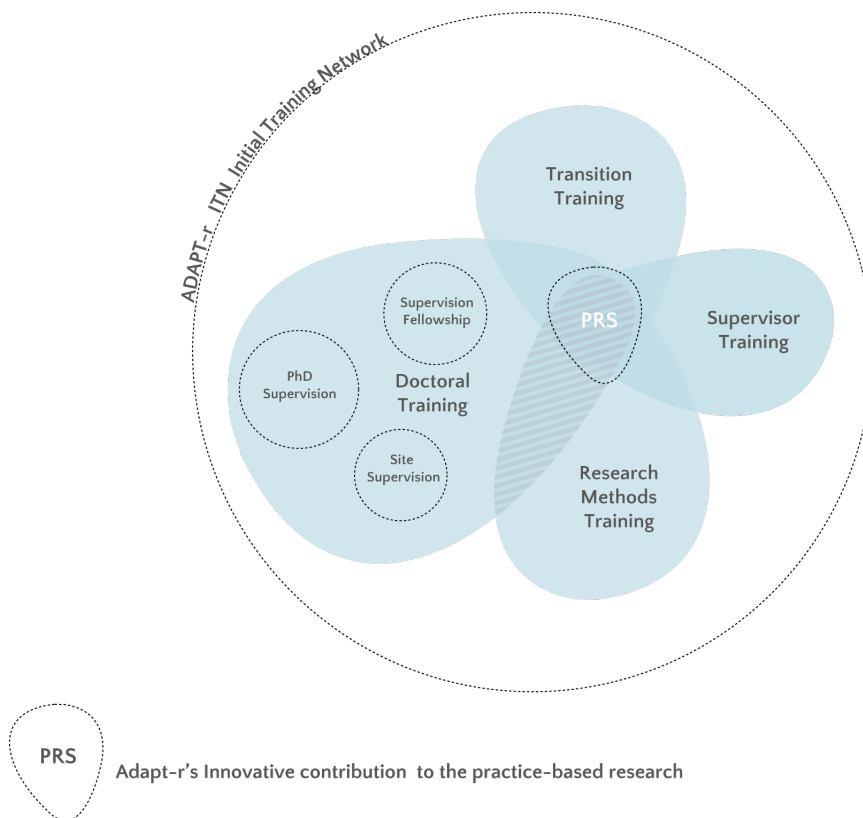 ADAPT-r ITN Initial Training Network
Transition
Training
Supervision
Fellowship
PRS
Supervisor
Training
PhD
Supervision
Doctoral
Training
Site
Supervision
Research
Methods
Training
PRS
Adapt-r’s Innovative contribution to the practice-based research